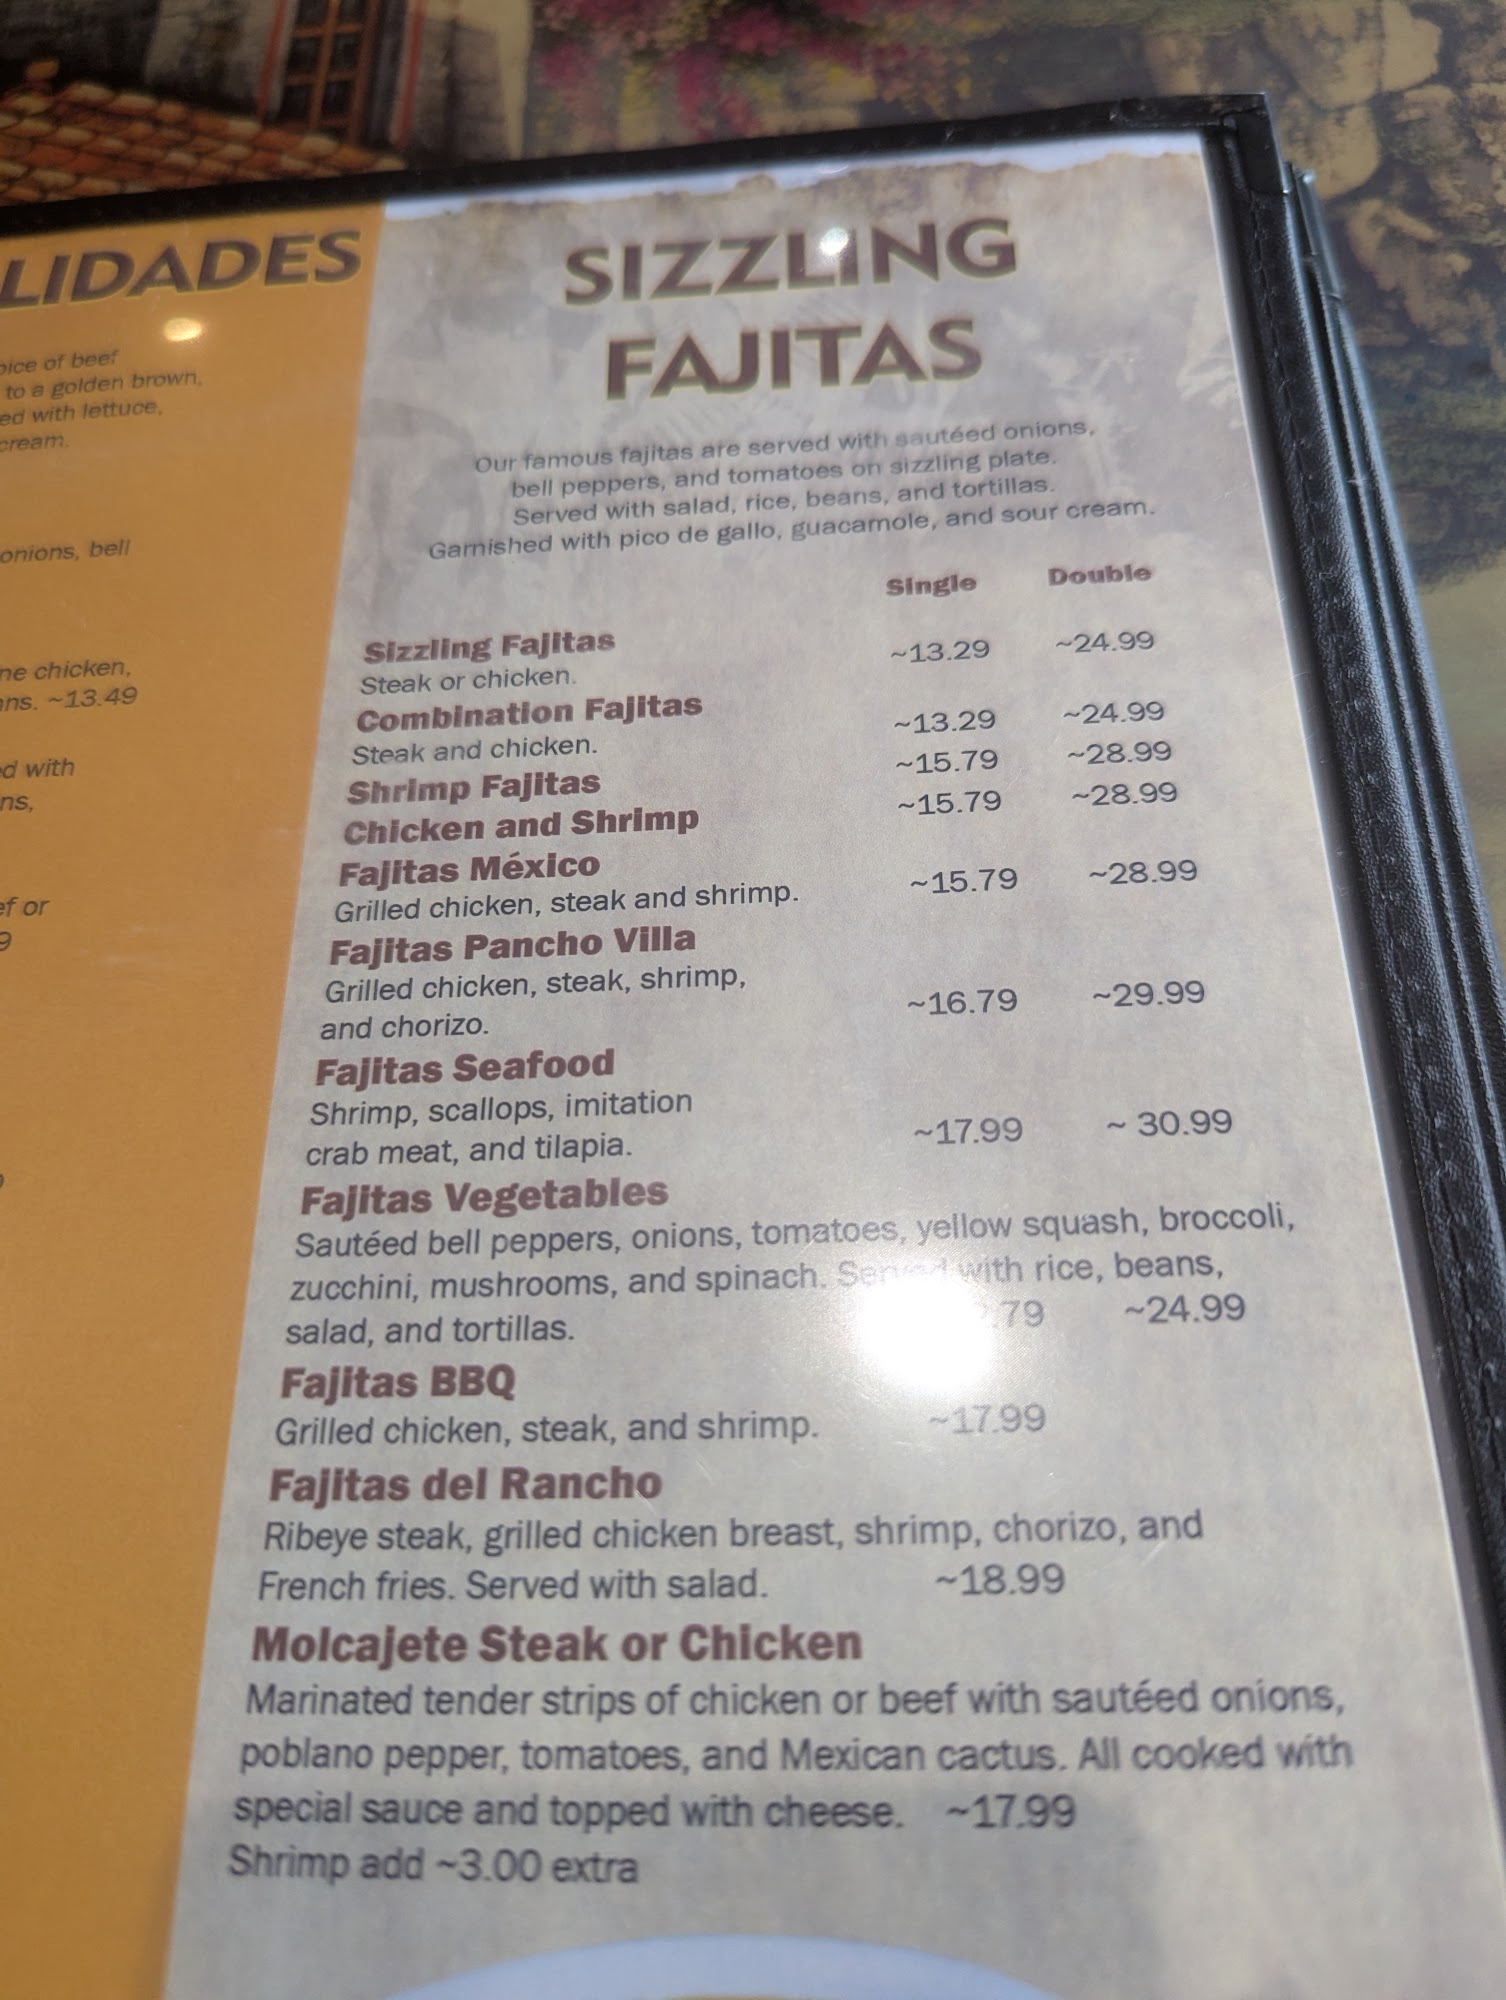 LIDADES
of beef
to a golden brown,
with lettuce,
cream.
onions, bell
chicken,
~13.49
with
or
SIZZLING
FAJITAS
Our famous fajitas are served with sautéed onions,
bell peppers, and tomatoes on sizzling plate.
Served with salad, rice, beans, and tortillas.
Garnished with pico de gallo, guacamole, and sour cream.
Single Double
Sizzling Fajitas ~13.29 ~24.99
Steak or chicken.
Combination Fajitas ~13.29 ~24.99
Steak and chicken.
Shrimp Fajitas ~15.79 ~28.99
Chicken and Shrimp ~15.79 ~28.99
Fajitas México
Grilled chicken, steak and shrimp. ~15.79 ~28.99
Fajitas Pancho Villa
Grilled chicken, steak, shrimp,
and chorizo. ~16.79 ~29.99
Fajitas Seafood
Shrimp, scallops, imitation
crab meat, and tilapia. ~17.99 ~ 30.99
Fajitas Vegetables
Sautéed bell peppers, onions, tomatoes, yellow squash, broccoli,
zucchini, mushrooms, and spinach. Served with rice, beans,
salad, and tortillas. .79 ~24.99
Fajitas BBQ
Grilled chicken, steak, and shrimp. ~17.99
Fajitas del Rancho
Ribeye steak, grilled chicken breast, shrimp, chorizo, and
French fries. Served with salad. ~18.99
Molcajete Steak or Chicken
Marinated tender strips of chicken or beef with sautéed onions,
poblano pepper, tomatoes, and Mexican cactus. All cooked with
special sauce and topped with cheese. ~17.99
Shrimp add ~3.00 extra